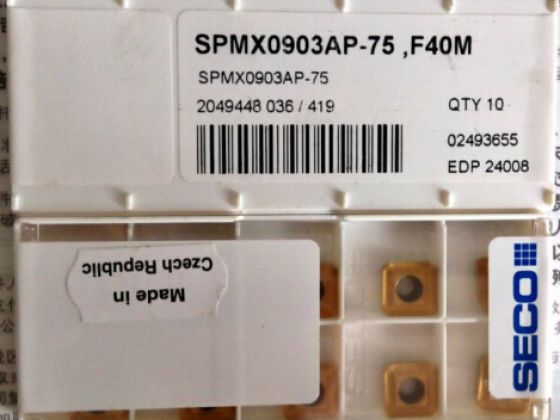 SPMX0903AP-75 ,F40M
SPMX0903AP-75
2049448 036 / 419
QTY 10
02493655
EDP 24008
Made in
Czech Republic
SECO